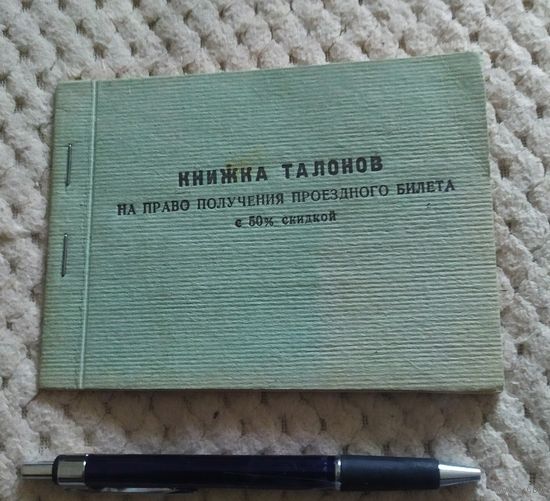 КНИЖКА ТАЛОНОВ
НА ПРАВО ПОЛУЧЕНИЯ ПРОЕЗДНОГО БИЛЕТА
с 50% скидкой